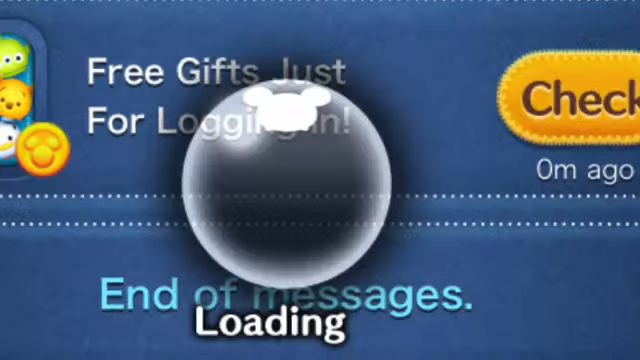 Free Gifts Just
For Logging In!
Check
0m ago
End of messages.
Loading